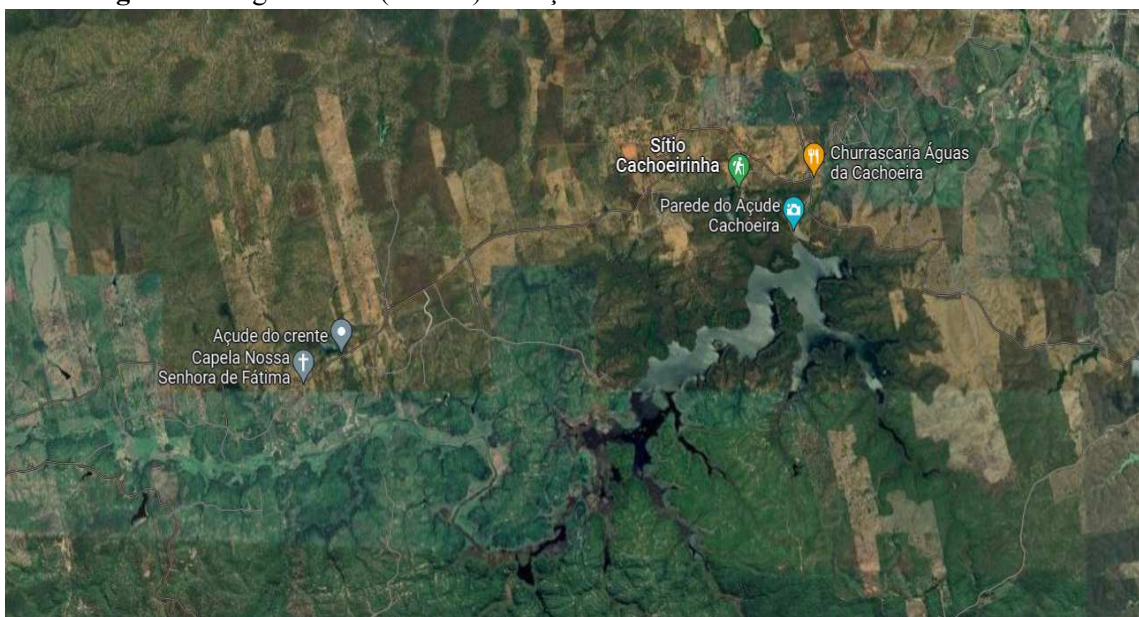 Sítio
Cachoeirinha
Churrascaria Águas
da Cachoeira
Parede do Açude
Cachoeira
Açude do crente
Capela Nossa
Senhora de Fátima